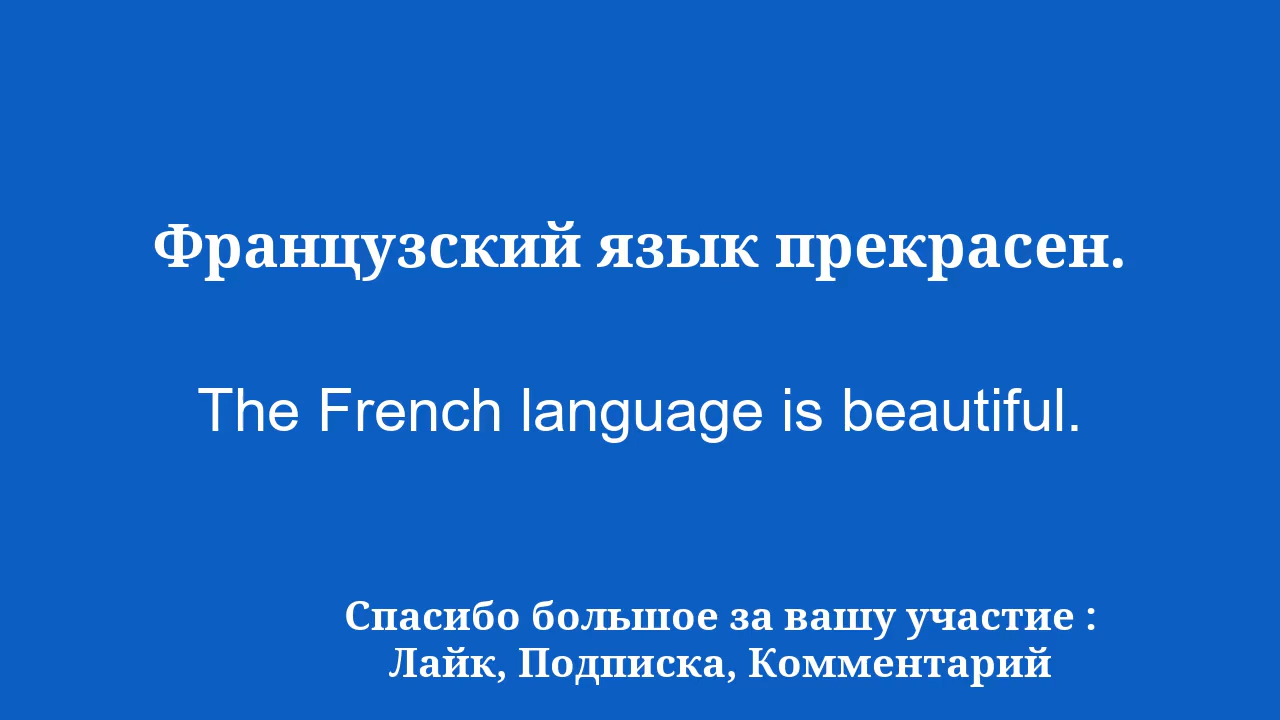 Французский язык прекрасен.
The French language is beautiful.
Спасибо большое за вашу участие :
Лайк, Подписка, Комментарий